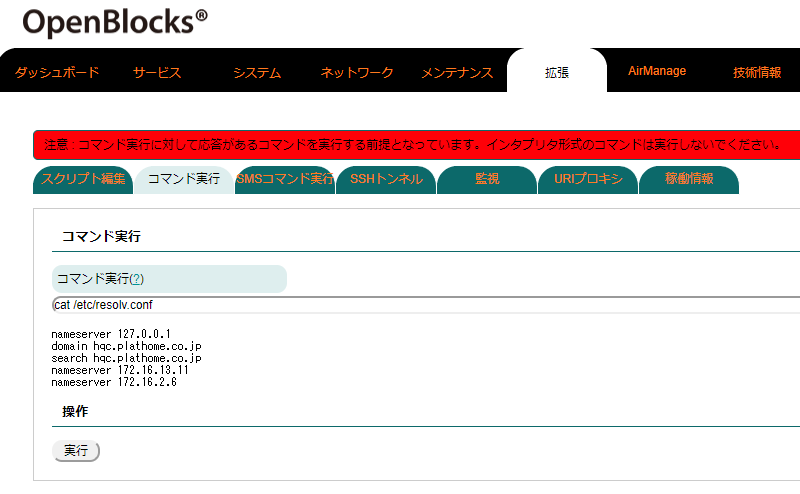 OpenBlocks®
ダッシュボード サービス システム ネットワーク メンテナンス 拡張 AirManage 技術情報
注意 : コマンド実行に対して応答があるコマンドを実行する前提となっています。インタプリタ形式のコマンドは実行しないでください。
スクリプト編集 コマンド実行 SMSコマンド実行 SSHトンネル 監視 URIプロキシ 稼働情報
コマンド実行
コマンド実行(?)
cat /etc/resolv.conf
nameserver 127.0.0.1
domain hqc.plathome.co.jp
search hqc.plathome.co.jp
nameserver 172.16.13.11
nameserver 172.16.2.6
操作
実行